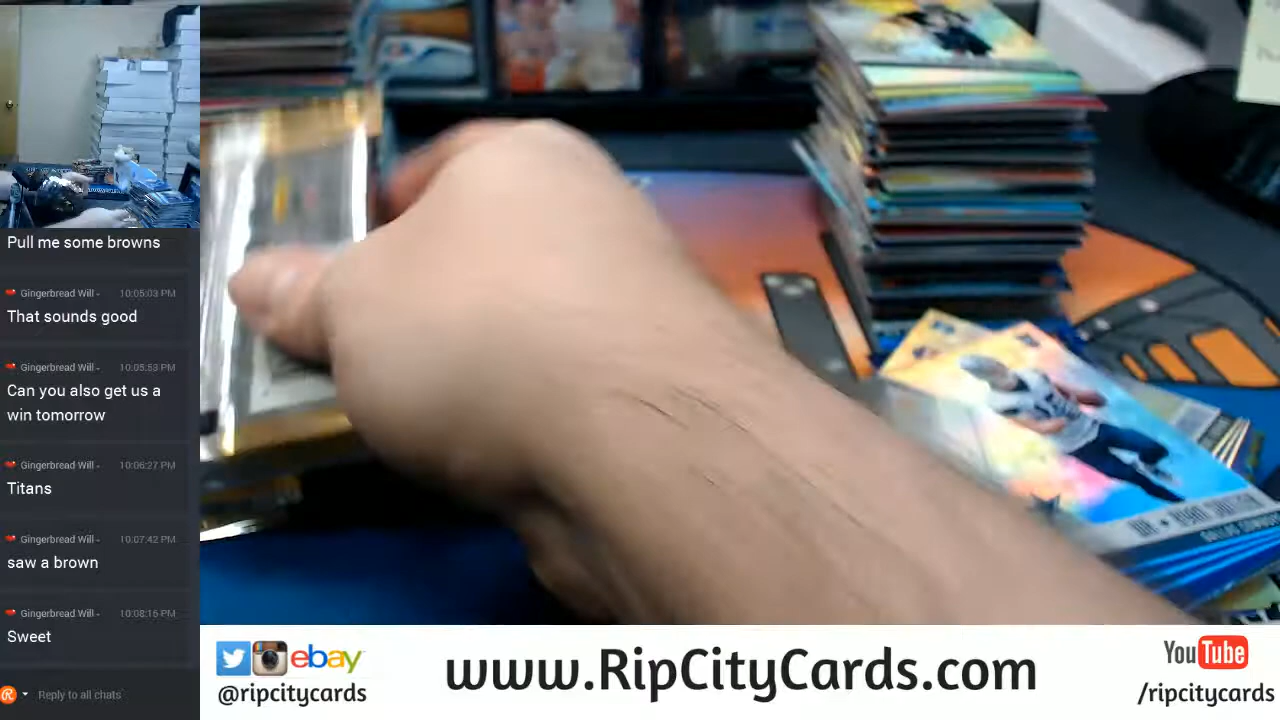 Pull me some browns
Gingerbread Will - 10:05:03 PM
That sounds good
Gingerbread Will - 10:05:53 PM
Can you also get us a
win tomorrow
Gingerbread Will - 10:06:27 PM
Titans
Gingerbread Will - 10:07:42 PM
saw a brown
Gingerbread Will - 10:08:15 PM
Sweet
Reply to all chats
ebay
@ripcitycards
www.RipCityCards.com
YouTube
/ripcitycards